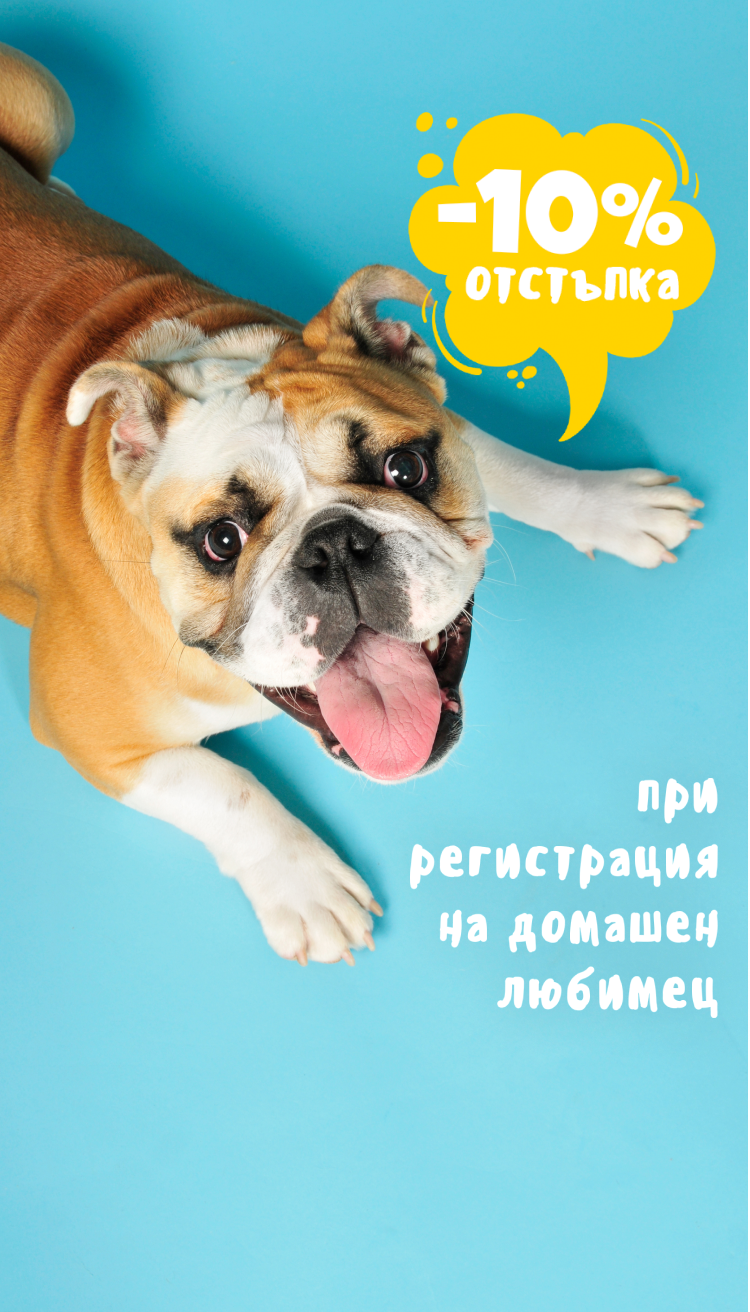 -10%
отстъпка
при
регистрация
на домашен
любимец